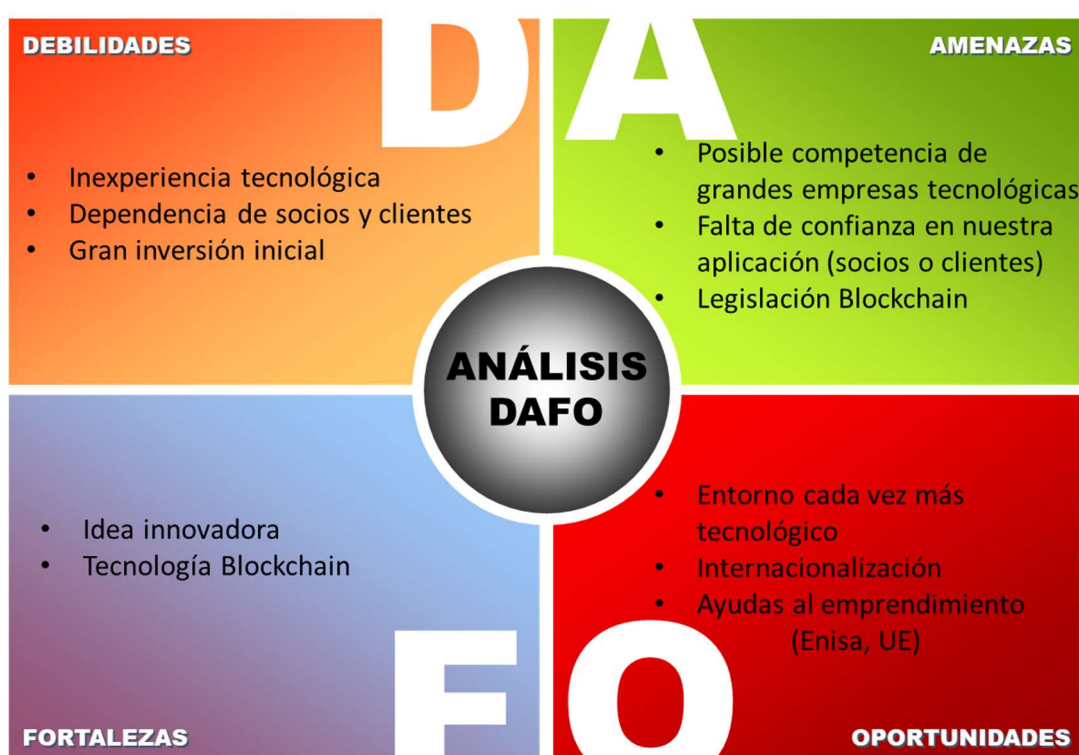 DEBILIDADES
D
• Inexperiencia tecnológica
• Dependencia de socios y clientes
• Gran inversión inicial
A
AMENAZAS
• Posible competencia de
grandes empresas tecnológicas
• Falta de confianza en nuestra
aplicación (socios o clientes)
• Legislación Blockchain
ANÁLISIS
DAFO
• Idea innovadora
• Tecnología Blockchain
F
FORTALEZAS
• Entorno cada vez más
tecnológico
• Internacionalización
• Ayudas al emprendimiento
(Enisa, UE)
O
OPORTUNIDADES